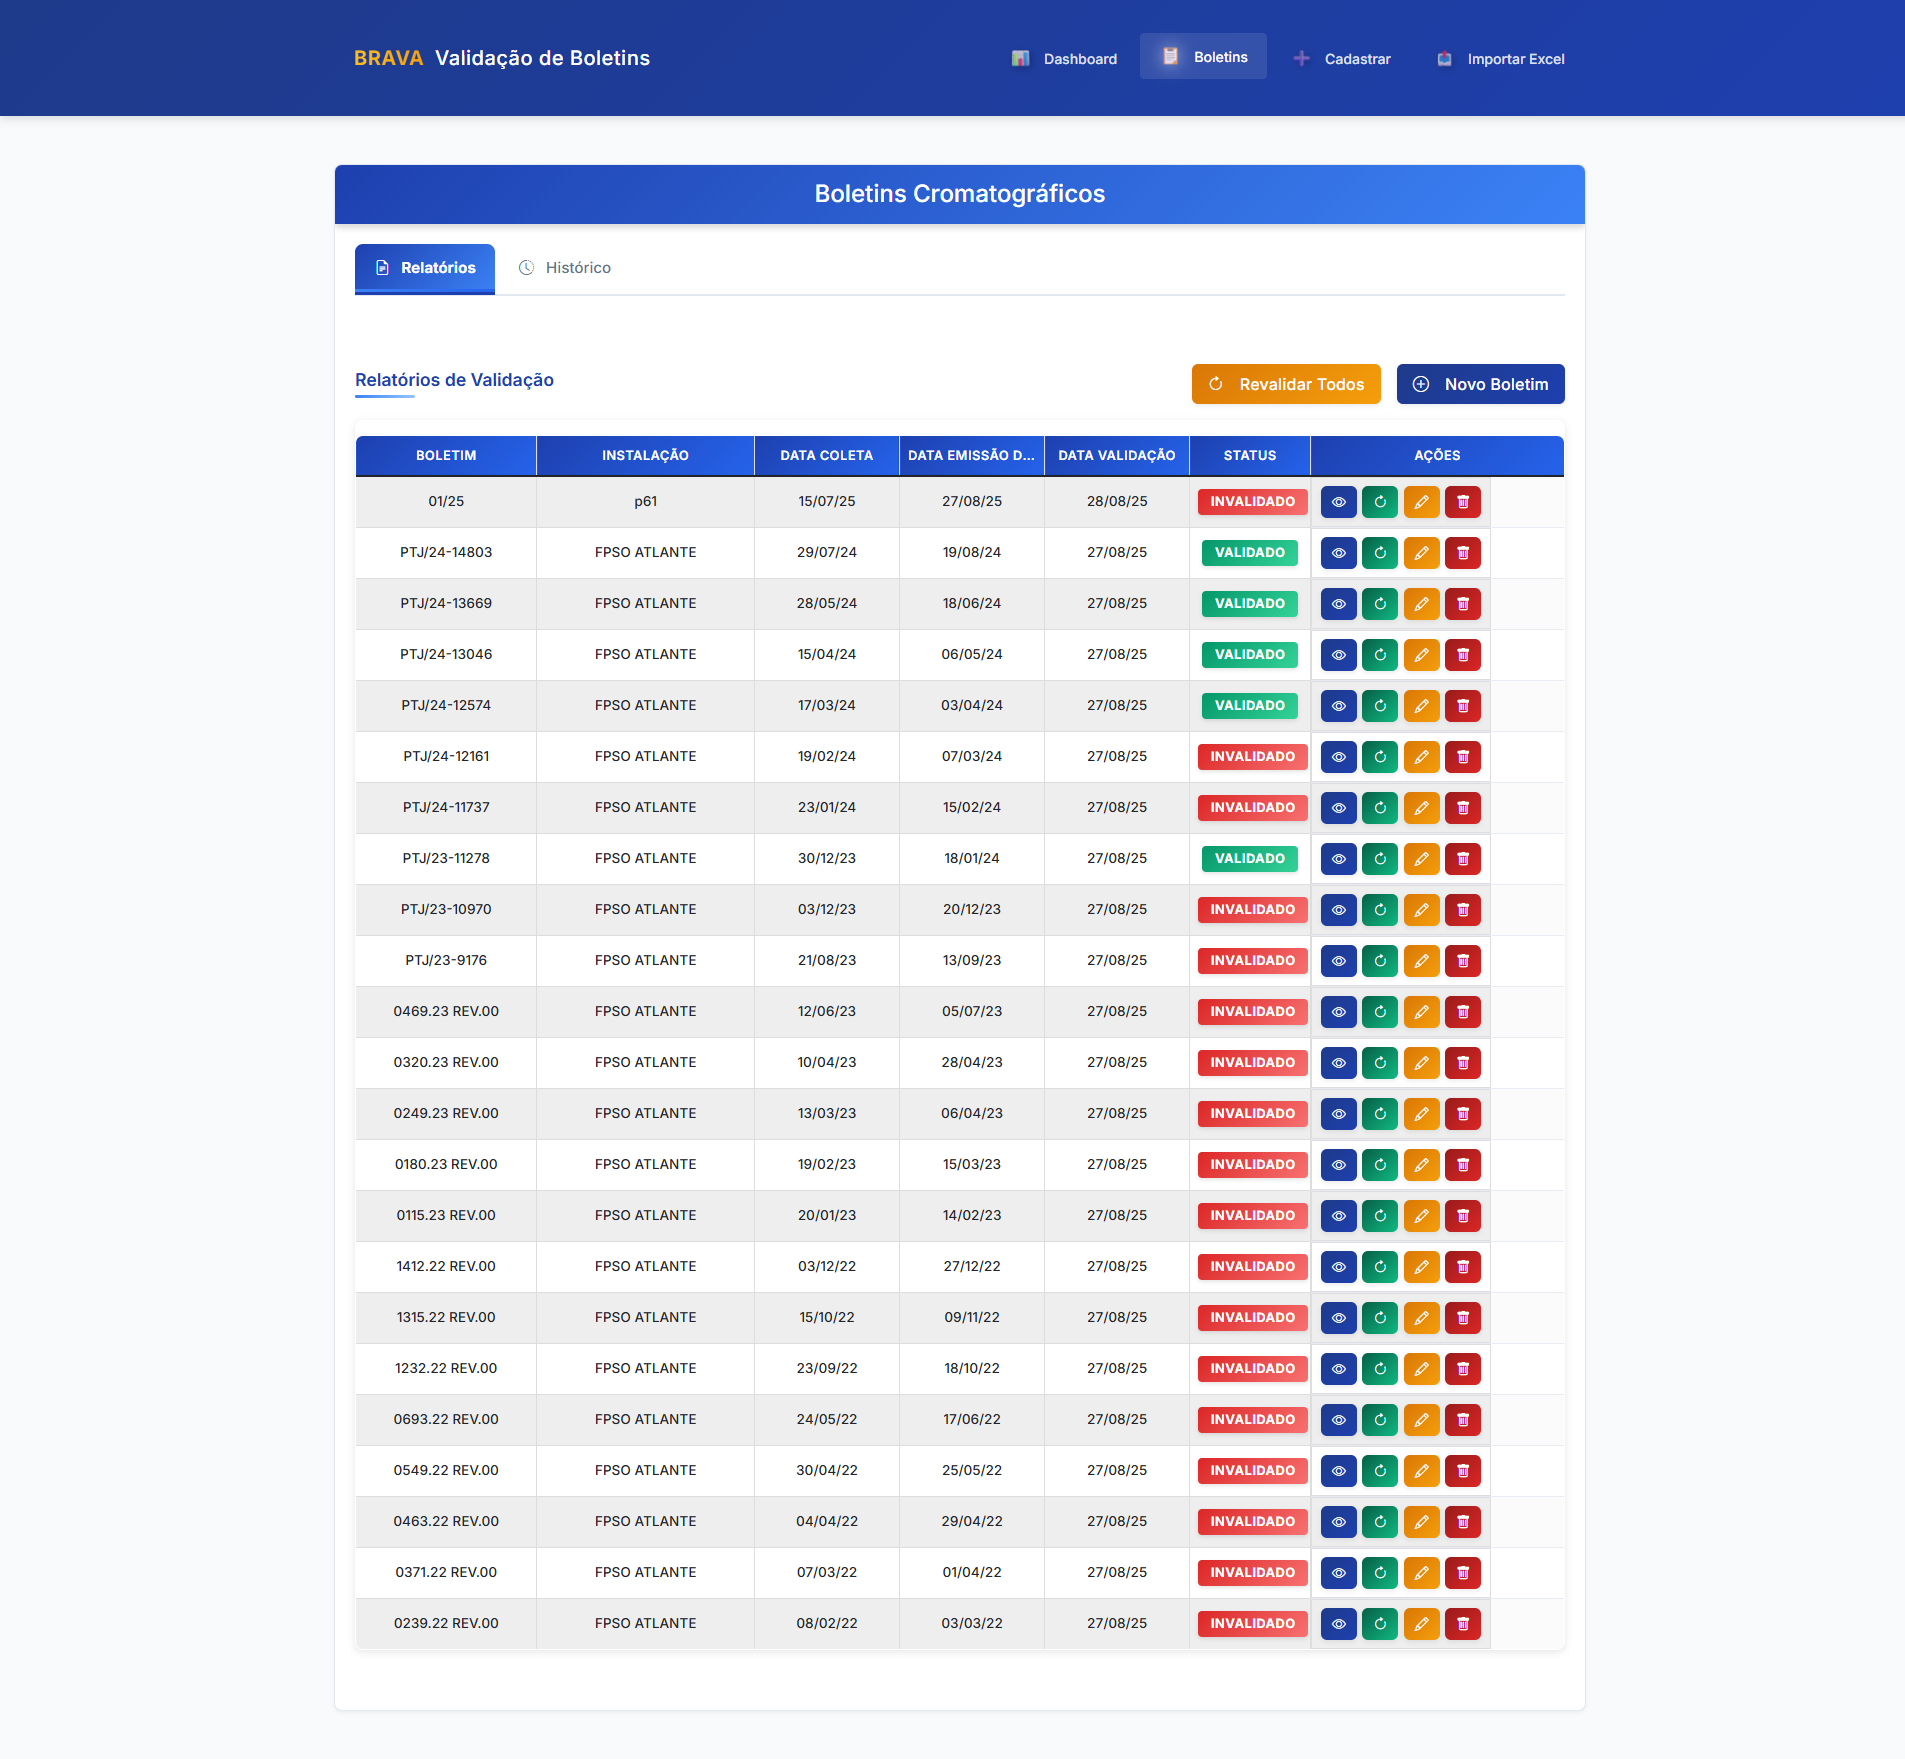 BRAVA Validação de Boletins
Dashboard
Boletins
Cadastrar
Importar Excel
Boletins Cromatográficos
Relatórios
Histórico
Relatórios de Validação
Revalidar Todos
Novo Boletim
BOLETIM INSTALAÇÃO DATA COLETA DATA EMISSÃO D... DATA VALIDAÇÃO STATUS AÇÕES
01/25 p61 15/07/25 27/08/25 28/08/25 INVALIDADO
PTJ/24-14803 FPSO ATLANTE 29/07/24 19/08/24 27/08/25 VALIDADO
PTJ/24-13669 FPSO ATLANTE 28/05/24 18/06/24 27/08/25 VALIDADO
PTJ/24-13046 FPSO ATLANTE 15/04/24 06/05/24 27/08/25 VALIDADO
PTJ/24-12574 FPSO ATLANTE 17/03/24 03/04/24 27/08/25 VALIDADO
PTJ/24-12161 FPSO ATLANTE 19/02/24 07/03/24 27/08/25 INVALIDADO
PTJ/24-11737 FPSO ATLANTE 23/01/24 15/02/24 27/08/25 INVALIDADO
PTJ/23-11278 FPSO ATLANTE 30/12/23 18/01/24 27/08/25 VALIDADO
PTJ/23-10970 FPSO ATLANTE 03/12/23 20/12/23 27/08/25 INVALIDADO
PTJ/23-9176 FPSO ATLANTE 21/08/23 13/09/23 27/08/25 INVALIDADO
0469.23 REV.00 FPSO ATLANTE 12/06/23 05/07/23 27/08/25 INVALIDADO
0320.23 REV.00 FPSO ATLANTE 10/04/23 28/04/23 27/08/25 INVALIDADO
0249.23 REV.00 FPSO ATLANTE 13/03/23 06/04/23 27/08/25 INVALIDADO
0180.23 REV.00 FPSO ATLANTE 19/02/23 15/03/23 27/08/25 INVALIDADO
0115.23 REV.00 FPSO ATLANTE 20/01/23 14/02/23 27/08/25 INVALIDADO
1412.22 REV.00 FPSO ATLANTE 03/12/22 27/12/22 27/08/25 INVALIDADO
1315.22 REV.00 FPSO ATLANTE 15/10/22 09/11/22 27/08/25 INVALIDADO
1232.22 REV.00 FPSO ATLANTE 23/09/22 18/10/22 27/08/25 INVALIDADO
0693.22 REV.00 FPSO ATLANTE 24/05/22 17/06/22 27/08/25 INVALIDADO
0549.22 REV.00 FPSO ATLANTE 30/04/22 25/05/22 27/08/25 INVALIDADO
0463.22 REV.00 FPSO ATLANTE 04/04/22 29/04/22 27/08/25 INVALIDADO
0371.22 REV.00 FPSO ATLANTE 07/03/22 01/04/22 27/08/25 INVALIDADO
0239.22 REV.00 FPSO ATLANTE 08/02/22 03/03/22 27/08/25 INVALIDADO